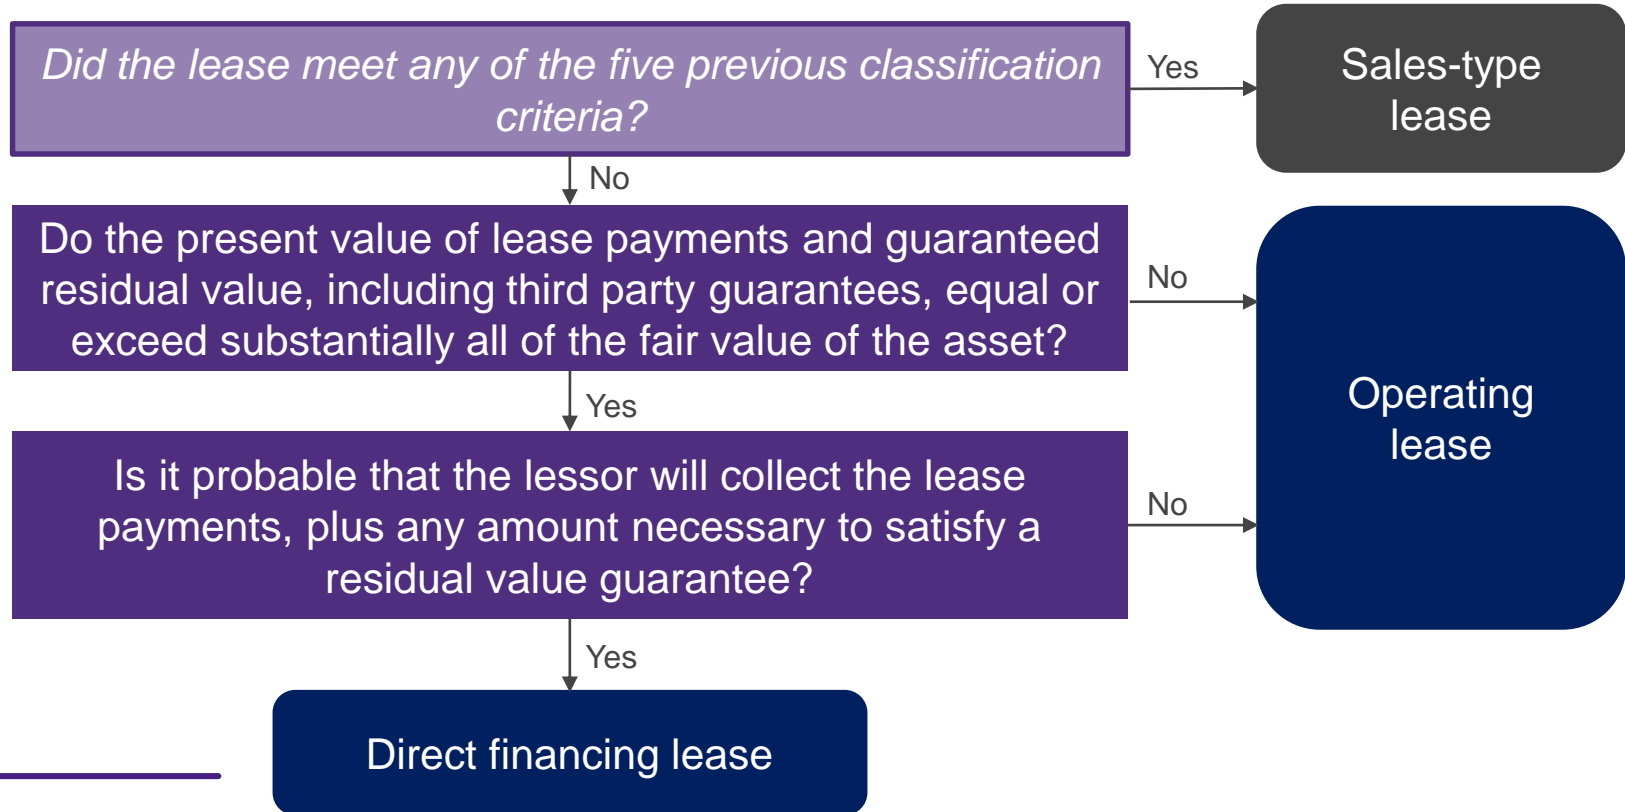 Did the lease meet any of the five previous classification
criteria?
Yes
Sales-type
lease
No
Do the present value of lease payments and guaranteed
residual value, including third party guarantees, equal or
exceed substantially all of the fair value of the asset?
No
Operating
lease
Yes
Is it probable that the lessor will collect the lease
payments, plus any amount necessary to satisfy a
residual value guarantee?
No
Yes
Direct financing lease